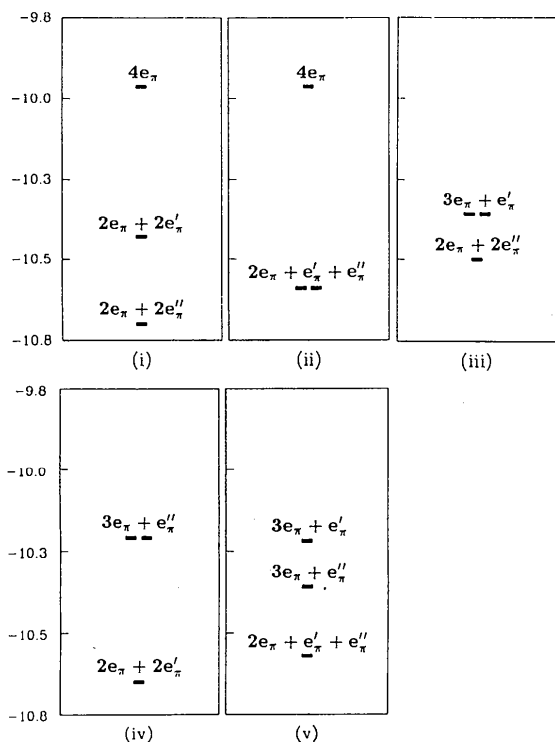 -9.8
4eπ
4eπ
-10.0
-10.3
3eπ + e′π
2eπ + 2e′π
2eπ + 2e″π
-10.5
2eπ + e′π + e″π
2eπ + 2e″π
-10.8
(i)
(ii)
(iii)
-9.8
-10.0
3eπ + e″π
3eπ + e′π
-10.3
3eπ + e″π
-10.5
2eπ + e′π + e″π
2eπ + 2e′π
-10.8
(iv)
(v)